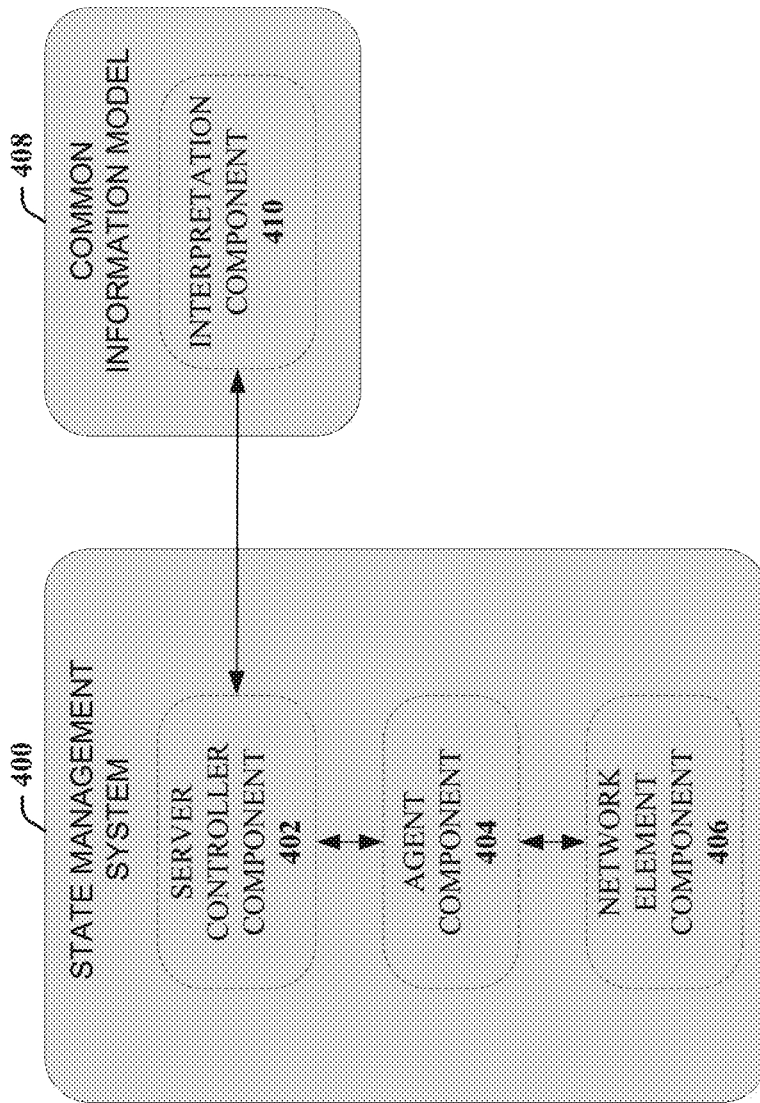 400
STATE MANAGEMENT
SYSTEM
SERVER
CONTROLLER
COMPONENT
402
AGENT
COMPONENT
404
NETWORK
ELEMENT
COMPONENT
406
408
COMMON
INFORMATION MODEL
INTERPRETATION
COMPONENT
410